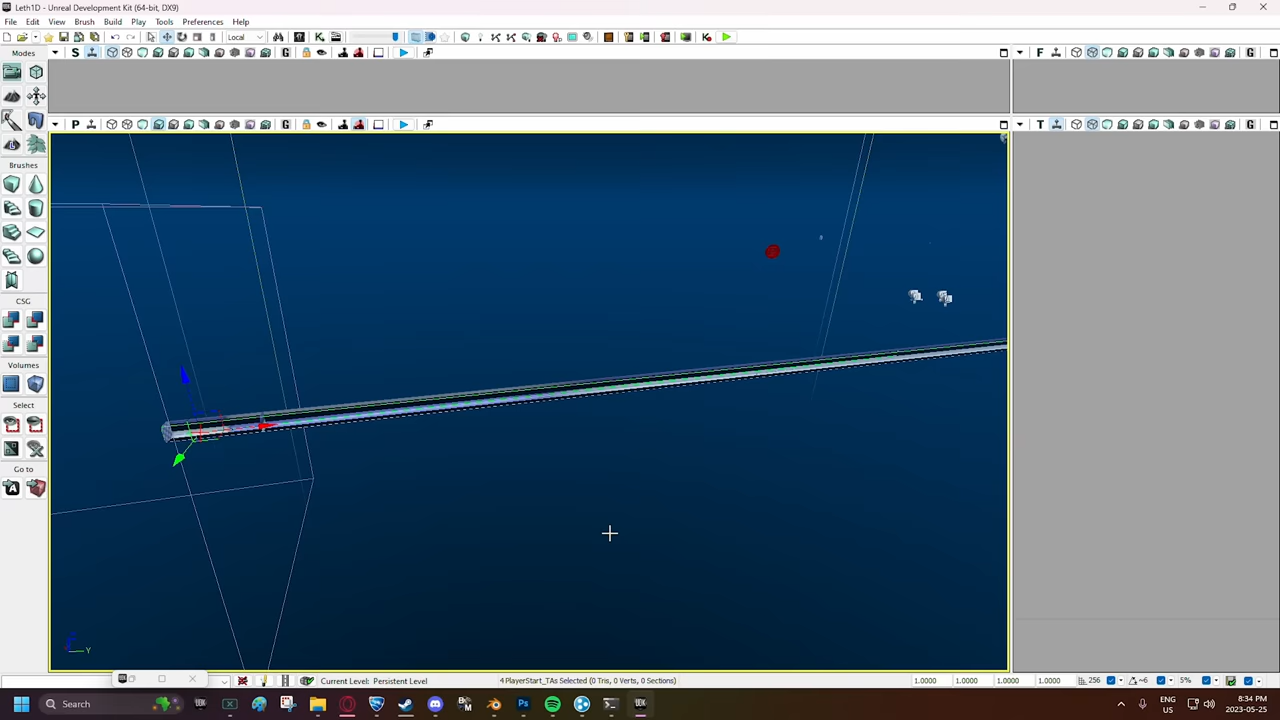 Leth1D - Unreal Development Kit (64-bit, DX9)
File Edit View Brush Build Play Tools Preferences Help
Local
Modes
S
G
F
G
P
G
T
G
Brushes
CSG
Volumes
Select
Go to
Y
Current Level: Persistent Level
4 PlayerStart_TAs Selected (0 Tris, 0 Verts, 0 Sections)
1.0000 1.0000 1.0000 1.0000
256
~6
5%
Search
ENG
US
8:34 PM
2023-05-25